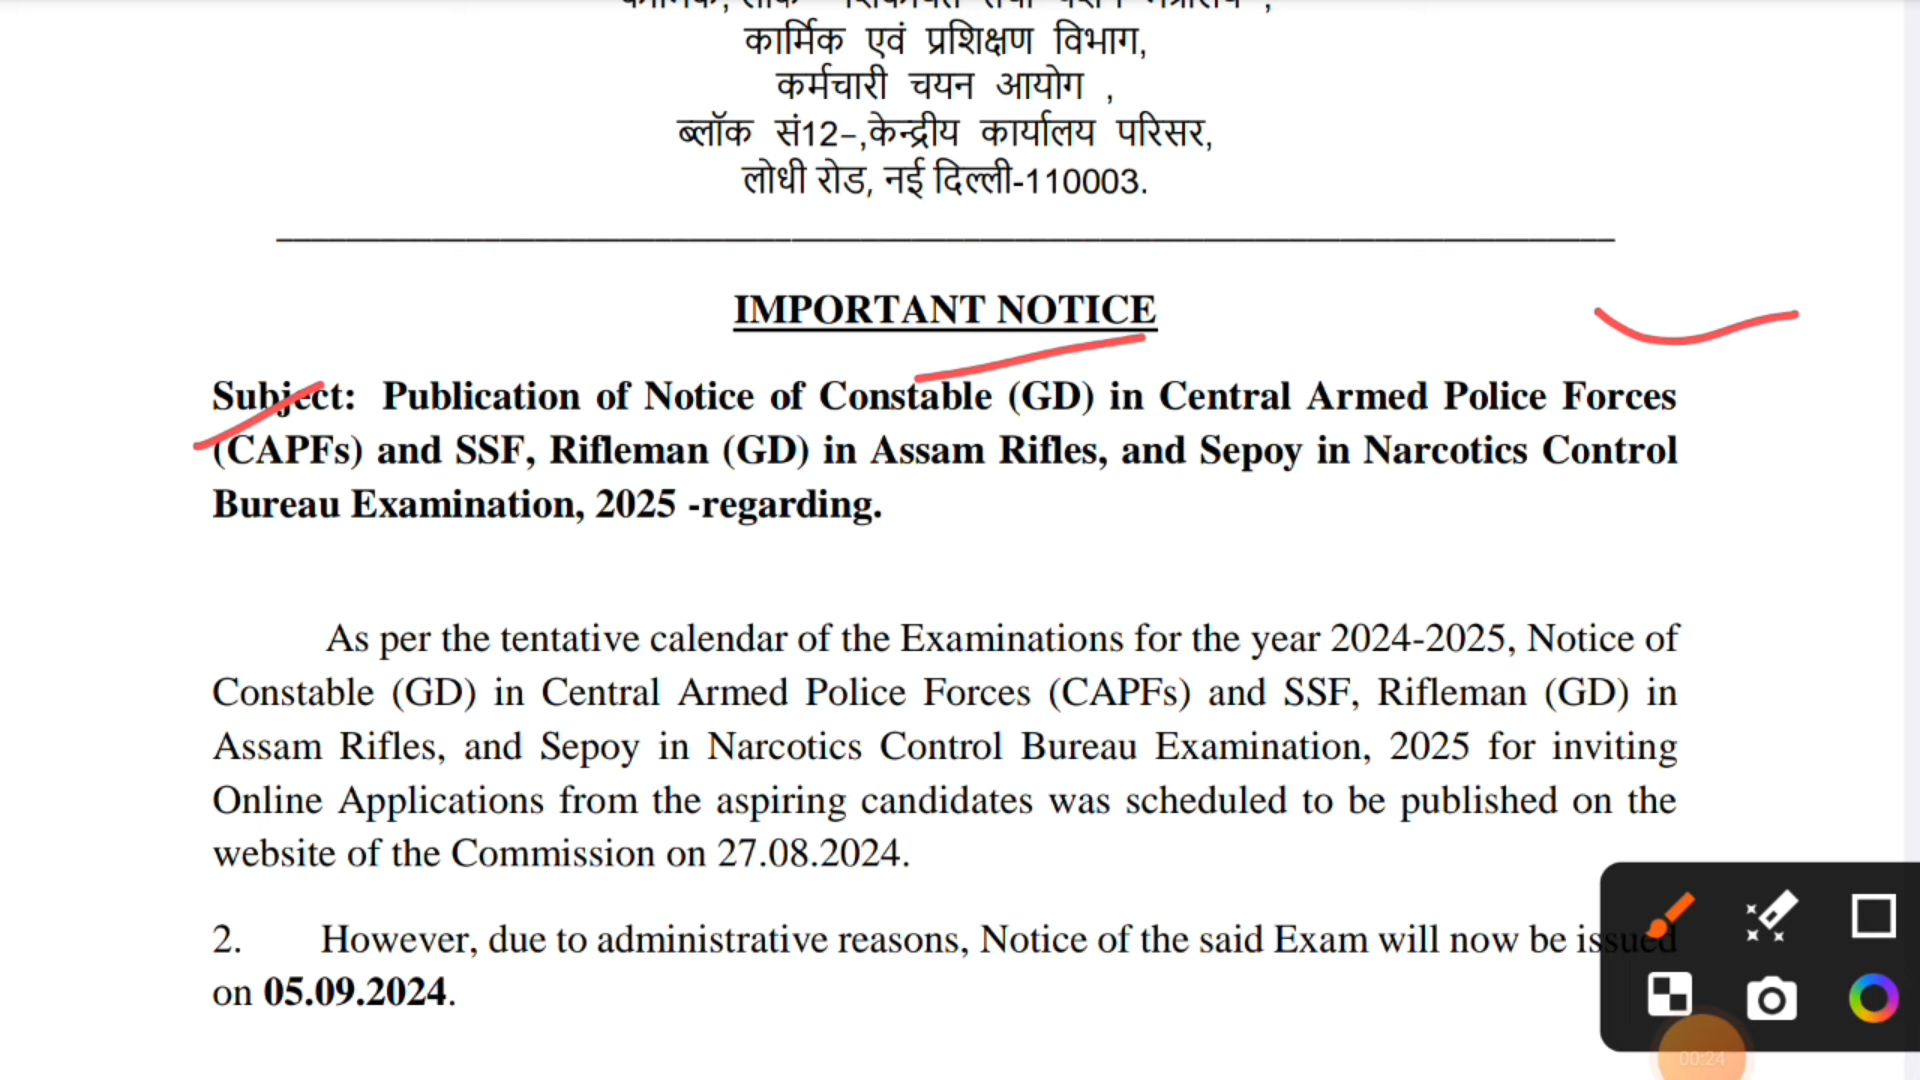 कार्मिक एवं प्रशिक्षण विभाग,
कर्मचारी चयन आयोग ,
ब्लॉक सं12–,केन्द्रीय कार्यालय परिसर,
लोधी रोड, नई दिल्ली-110003.
IMPORTANT NOTICE
Subject: Publication of Notice of Constable (GD) in Central Armed Police Forces
(CAPFs) and SSF, Rifleman (GD) in Assam Rifles, and Sepoy in Narcotics Control
Bureau Examination, 2025 -regarding.
As per the tentative calendar of the Examinations for the year 2024-2025, Notice of
Constable (GD) in Central Armed Police Forces (CAPFs) and SSF, Rifleman (GD) in
Assam Rifles, and Sepoy in Narcotics Control Bureau Examination, 2025 for inviting
Online Applications from the aspiring candidates was scheduled to be published on the
website of the Commission on 27.08.2024.
2. However, due to administrative reasons, Notice of the said Exam will now be issued
on 05.09.2024.
00:24